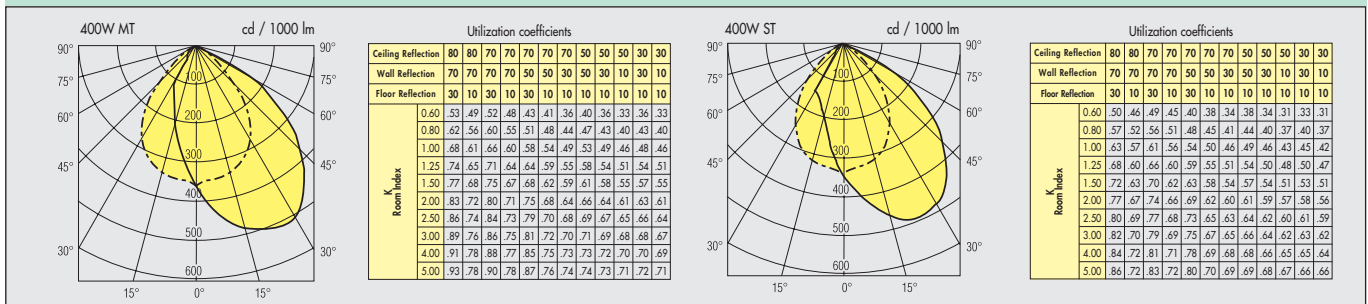 400W MT cd / 1000 lm
90° 90°
75° 75°
60° 60°
45° 45°
30° 30°
15° 0° 15°
100
200
300
400
500
600
Utilization coefficients
Ceiling Reflection 80 80 70 70 70 70 70 50 50 50 30 30
Wall Reflection 70 70 70 70 50 50 30 50 30 10 30 10
Floor Reflection 30 10 30 10 30 10 10 10 10 10 10 10
K
Room Index
0.60 .53 .49 .52 .48 .43 .41 .36 .40 .36 .33 .36 .33
0.80 .62 .56 .60 .55 .51 .48 .44 .47 .43 .40 .43 .40
1.00 .68 .61 .66 .60 .58 .54 .49 .53 .49 .46 .48 .46
1.25 .74 .65 .71 .64 .64 .59 .55 .58 .54 .51 .54 .51
1.50 .77 .68 .75 .67 .68 .62 .59 .61 .58 .55 .57 .55
2.00 .83 .72 .80 .71 .75 .68 .64 .66 .64 .61 .63 .61
2.50 .86 .74 .84 .73 .79 .70 .68 .69 .67 .65 .66 .64
3.00 .89 .76 .86 .75 .81 .72 .70 .71 .69 .68 .68 .67
4.00 .91 .78 .88 .77 .85 .75 .73 .73 .72 .70 .70 .69
5.00 .93 .78 .90 .78 .87 .76 .74 .74 .73 .71 .72 .71
400W ST cd / 1000 lm
90° 90°
75° 75°
60° 60°
45° 45°
30° 30°
15° 0° 15°
100
200
300
400
500
600
Utilization coefficients
Ceiling Reflection 80 80 70 70 70 70 70 50 50 50 30 30
Wall Reflection 70 70 70 70 50 50 30 50 30 10 30 10
Floor Reflection 30 10 30 10 30 10 10 10 10 10 10 10
K
Room Index
0.60 .50 .46 .49 .45 .40 .38 .34 .38 .34 .31 .33 .31
0.80 .57 .52 .56 .51 .48 .45 .41 .44 .40 .37 .40 .37
1.00 .63 .57 .61 .56 .54 .50 .46 .49 .46 .43 .45 .42
1.25 .68 .60 .66 .60 .59 .55 .51 .54 .50 .48 .50 .47
1.50 .72 .63 .70 .62 .63 .58 .54 .57 .54 .51 .53 .51
2.00 .77 .67 .74 .66 .69 .62 .60 .61 .59 .57 .58 .56
2.50 .80 .69 .77 .68 .73 .65 .63 .64 .62 .60 .61 .59
3.00 .82 .70 .79 .69 .75 .67 .65 .66 .64 .62 .63 .62
4.00 .84 .72 .81 .71 .78 .69 .68 .68 .66 .65 .65 .64
5.00 .86 .72 .83 .72 .80 .70 .69 .69 .68 .67 .66 .66